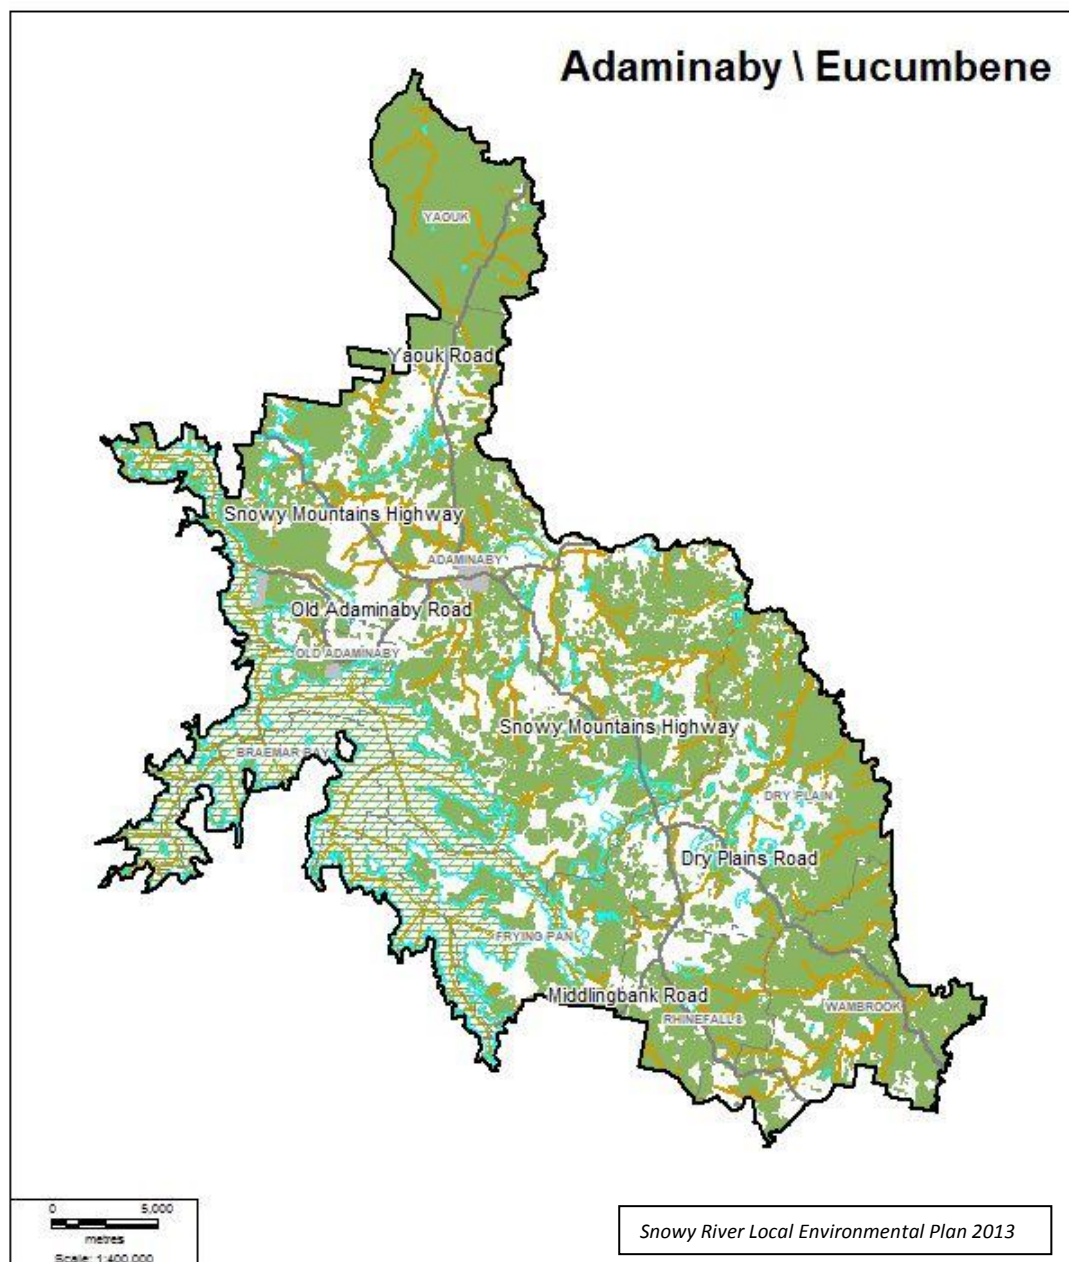 Adaminaby \ Eucumbene
YAOUK
Yaouk Road
Snowy Mountains Highway
ADAMINABY
Old Adaminaby Road
OLD ADAMINABY
Snowy Mountains Highway
BRAEMAR BAY
DRY PLAIN
Dry Plains Road
FRYING PAN
Middlingbank Road
WAMBROOK
RHINEFALLS
0 5,000
metres
Scale: 1:400,000
Snowy River Local Environmental Plan 2013